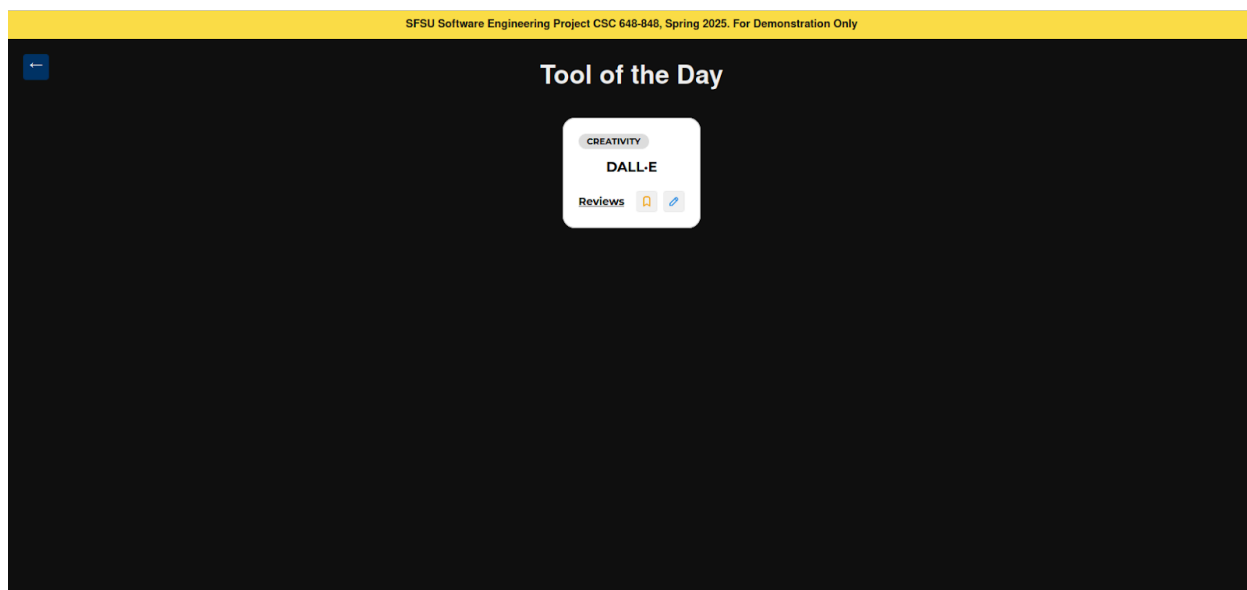 SFSU Software Engineering Project CSC 648-848, Spring 2025. For Demonstration Only
←
Tool of the Day
CREATIVITY
DALL·E
Reviews